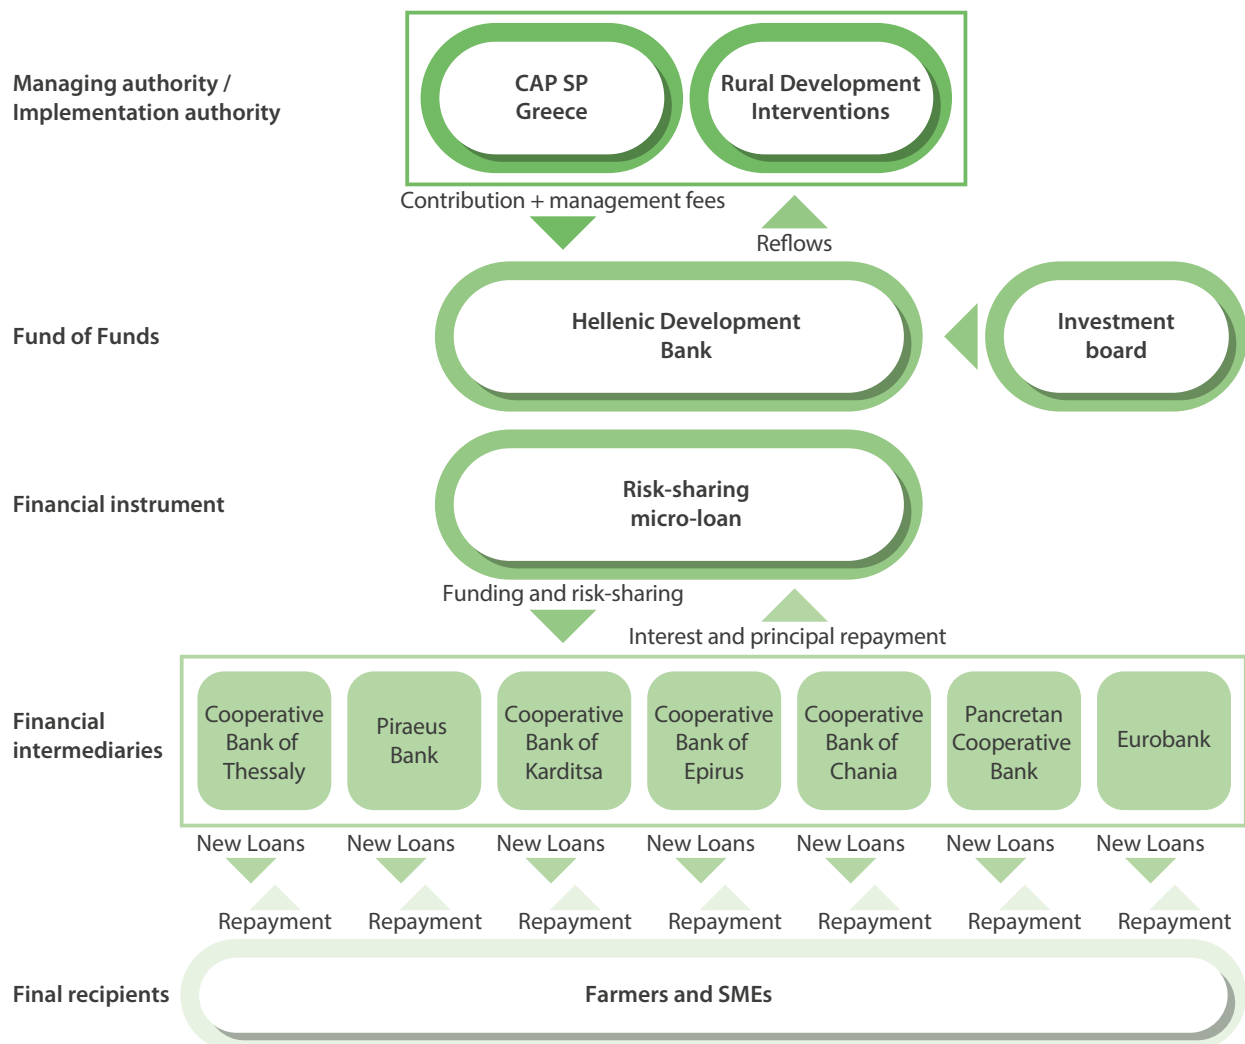 Managing authority /
Implementation authority
CAP SP
Greece
Rural Development
Interventions
Contribution + management fees
Reflows
Fund of Funds
Hellenic Development
Bank
Investment
board
Financial instrument
Risk-sharing
micro-loan
Funding and risk-sharing
Interest and principal repayment
Financial
intermediaries
Cooperative
Bank of
Thessaly
Piraeus
Bank
Cooperative
Bank of
Karditsa
Cooperative
Bank of
Epirus
Cooperative
Bank of
Chania
Pancretan
Cooperative
Bank
Eurobank
New Loans
New Loans
New Loans
New Loans
New Loans
New Loans
New Loans
Repayment
Repayment
Repayment
Repayment
Repayment
Repayment
Repayment
Final recipients
Farmers and SMEs